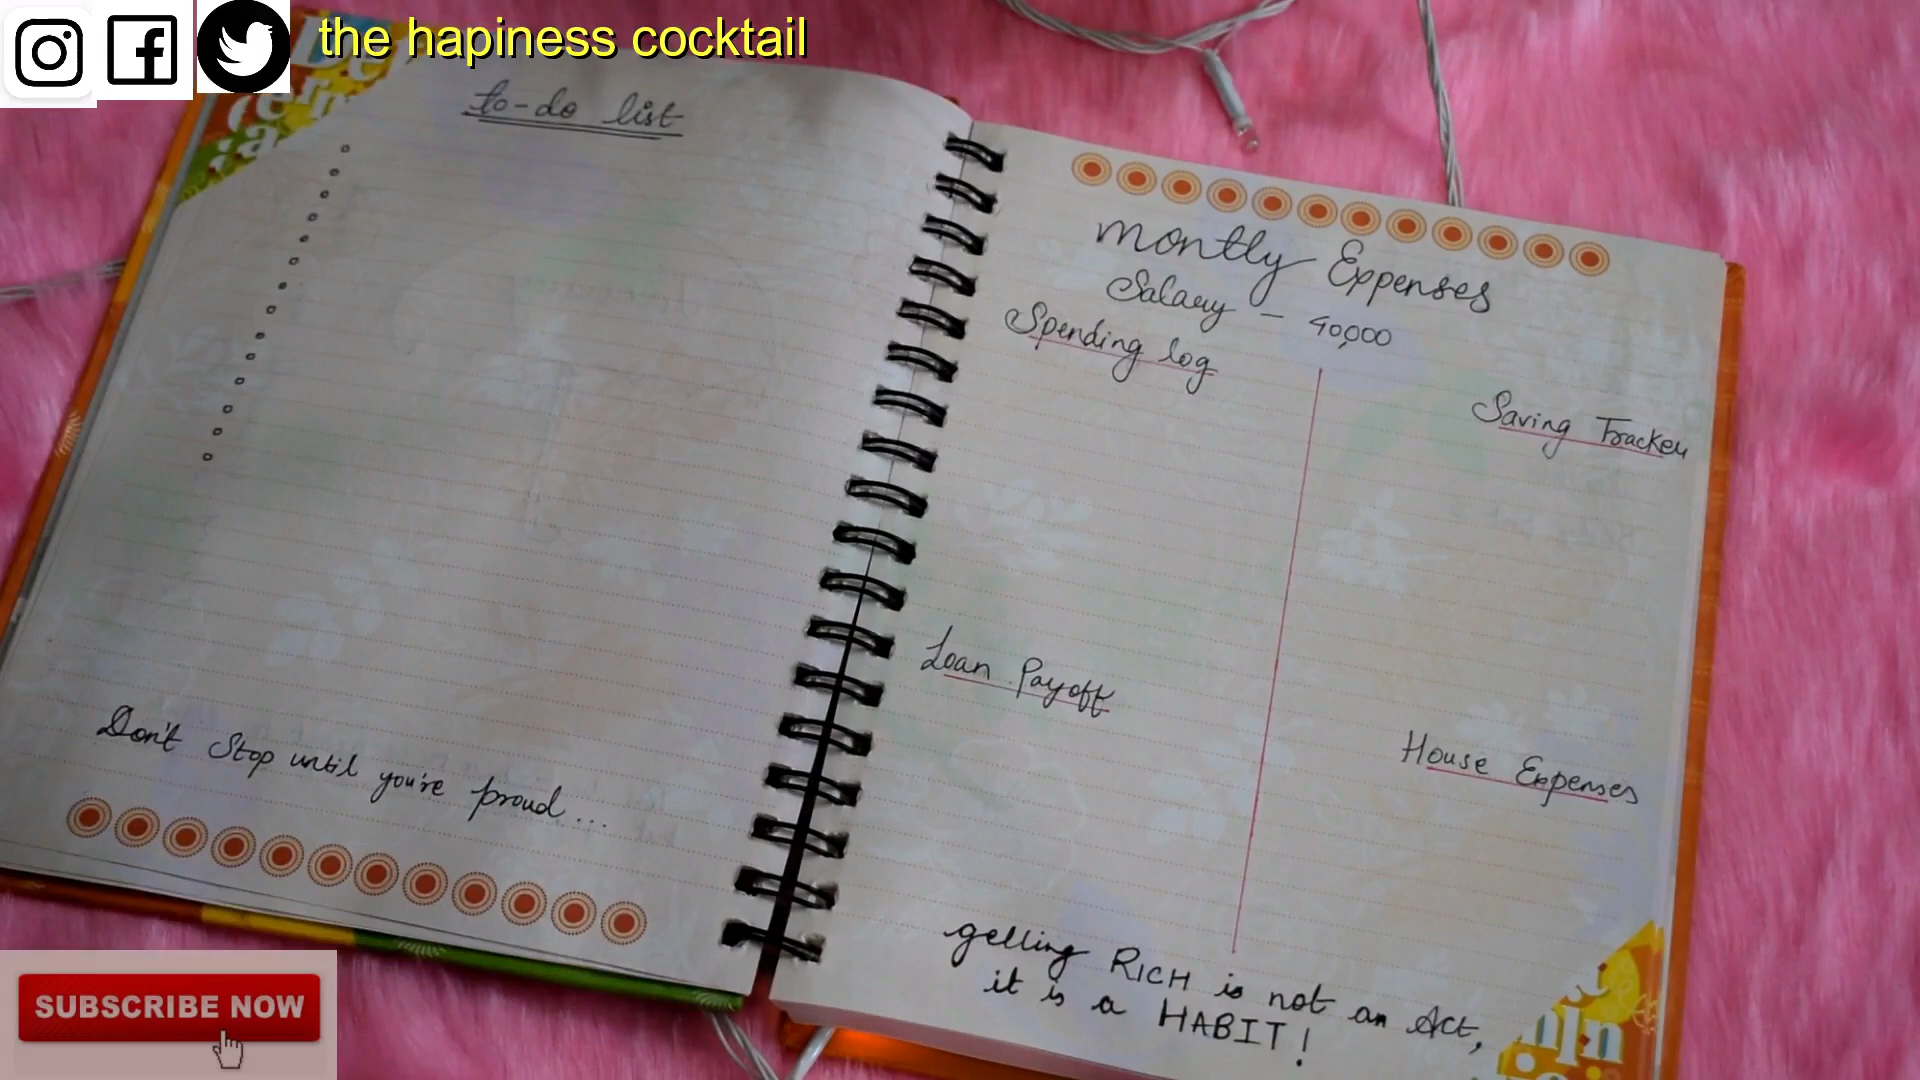 the hapiness cocktail
to-do list
Don't Stop until you're proud...
montly Expenses
Salary - 40,000
Spending log
Saving Tracker
Loan Payoff
House Expenses
getting RICH is not an Act,
it is a HABIT!
SUBSCRIBE NOW